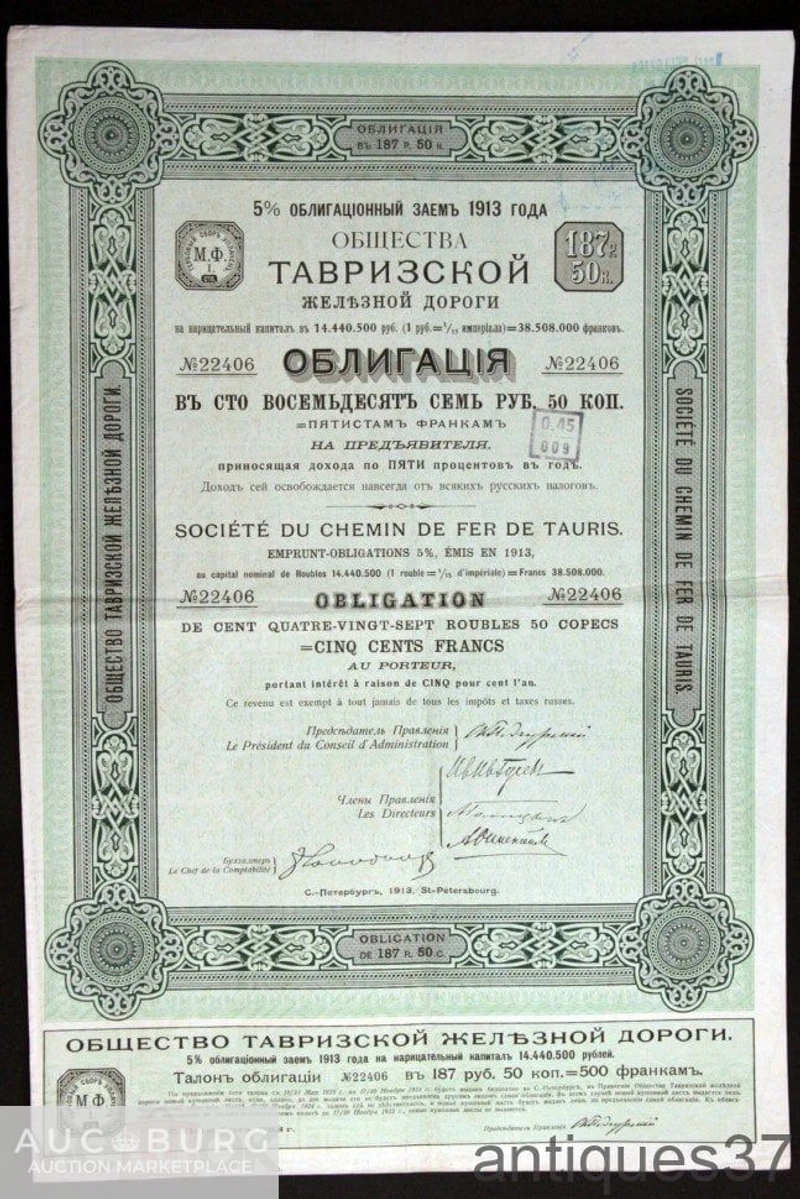 ОБЛИГАЦІЯ
ВЪ 187 Р. 50 К.
5% ОБЛИГАЦІОННЫЙ ЗАЕМЪ 1913 ГОДА
ОБЩЕСТВА
ТАВРИЗСКОЙ
ЖЕЛѢЗНОЙ ДОРОГИ
М.Ф.
187 Р.
50 К.
на нарицательный капиталъ въ 14.440.500 руб. (1 руб.=1/15 имперіала)=38.508.000 франковъ.
№22406 ОБЛИГАЦІЯ №22406
ВЪ СТО ВОСЕМЬДЕСЯТЪ СЕМЬ РУБ. 50 КОП.
=ПЯТИСТАМЪ ФРАНКАМЪ
0.45
009
НА ПРЕДЪЯВИТЕЛЯ,
приносящая дохода по ПЯТИ процентовъ въ годъ.
Доходъ сей освобождается навсегда отъ всякихъ русскихъ налоговъ.
SOCIÉTÉ DU CHEMIN DE FER DE TAURIS.
EMPRUNT-OBLIGATIONS 5%, ÉMIS EN 1913,
au capital nominal de Roubles 14.440.500 (1 rouble=1/15 d'impériale)=Francs 38.508.000.
№22406 OBLIGATION №22406
DE CENT QUATRE-VINGT-SEPT ROUBLES 50 COPECS
=CINQ CENTS FRANCS
AU PORTEUR,
portant intérêt à raison de CINQ pour cent l'an.
Ce revenu est exempt à tout jamais de tous les impôts et taxes russes.
Предсѣдатель Правленія
Le Président du Conseil d'Administration
Члены Правленія
Les Directeurs
Бухгалтеръ
Le Chef de la Comptabilité
С.-Петербургъ, 1913, St-Pétersbourg.
ОБЩЕСТВО ТАВРИЗСКОЙ ЖЕЛѢЗНОЙ ДОРОГИ.
SOCIÉTÉ DU CHEMIN DE FER DE TAURIS.
OBLIGATION
DE 187 R. 50 C.
ОБЩЕСТВО ТАВРИЗСКОЙ ЖЕЛѢЗНОЙ ДОРОГИ.
5% облигаціонный заемъ 1913 года на нарицательный капиталъ 14.440.500 рублей.
Талонъ облигаціи №22406 въ 187 руб. 50 коп.=500 франкамъ.
М.Ф.
Предсѣдатель Правленія
AUCBURG
AUCTION MARKETPLACE
antiques37